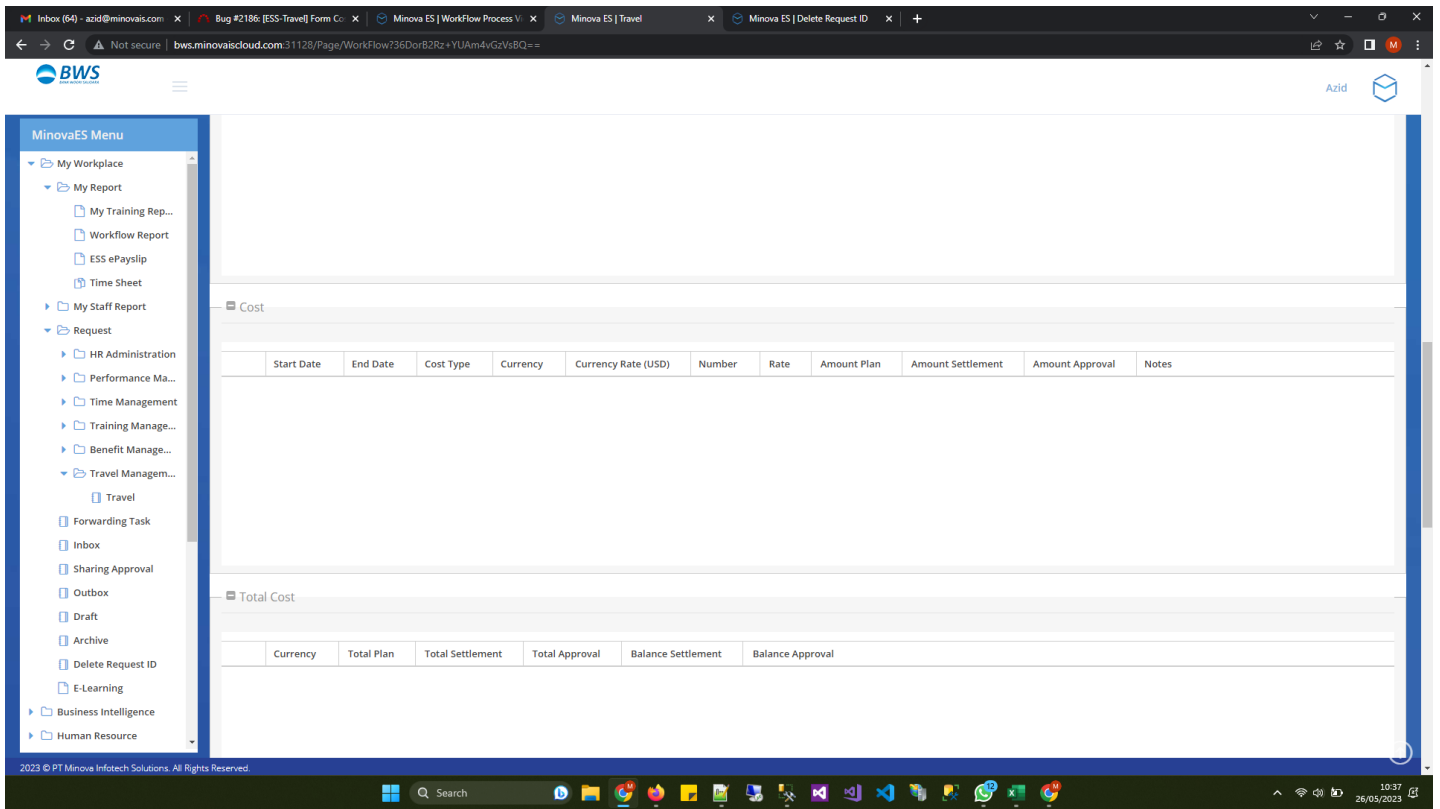 Inbox (64) - azid@minovais.com
Bug #2186: [ESS-Travel] Form Co
Minova ES | WorkFlow Process Vi
Minova ES | Travel
Minova ES | Delete Request ID
Not secure | bws.minovaiscloud.com:31128/Page/WorkFlow?36DorB2Rz+YUAm4vGzVsBQ==
M
BWS
Azid
MinovaES Menu
My Workplace
My Report
My Training Rep...
Workflow Report
ESS ePayslip
Time Sheet
My Staff Report
Request
HR Administration
Performance Ma...
Time Management
Training Manage...
Benefit Manage...
Travel Managem...
Travel
Forwarding Task
Inbox
Sharing Approval
Outbox
Draft
Archive
Delete Request ID
E-Learning
Business Intelligence
Human Resource
Cost
Start Date End Date Cost Type Currency Currency Rate (USD) Number Rate Amount Plan Amount Settlement Amount Approval Notes
Total Cost
Currency Total Plan Total Settlement Total Approval Balance Settlement Balance Approval
2023 © PT Minova Infotech Solutions. All Rights Reserved.
Search
12
10:37
26/05/2023